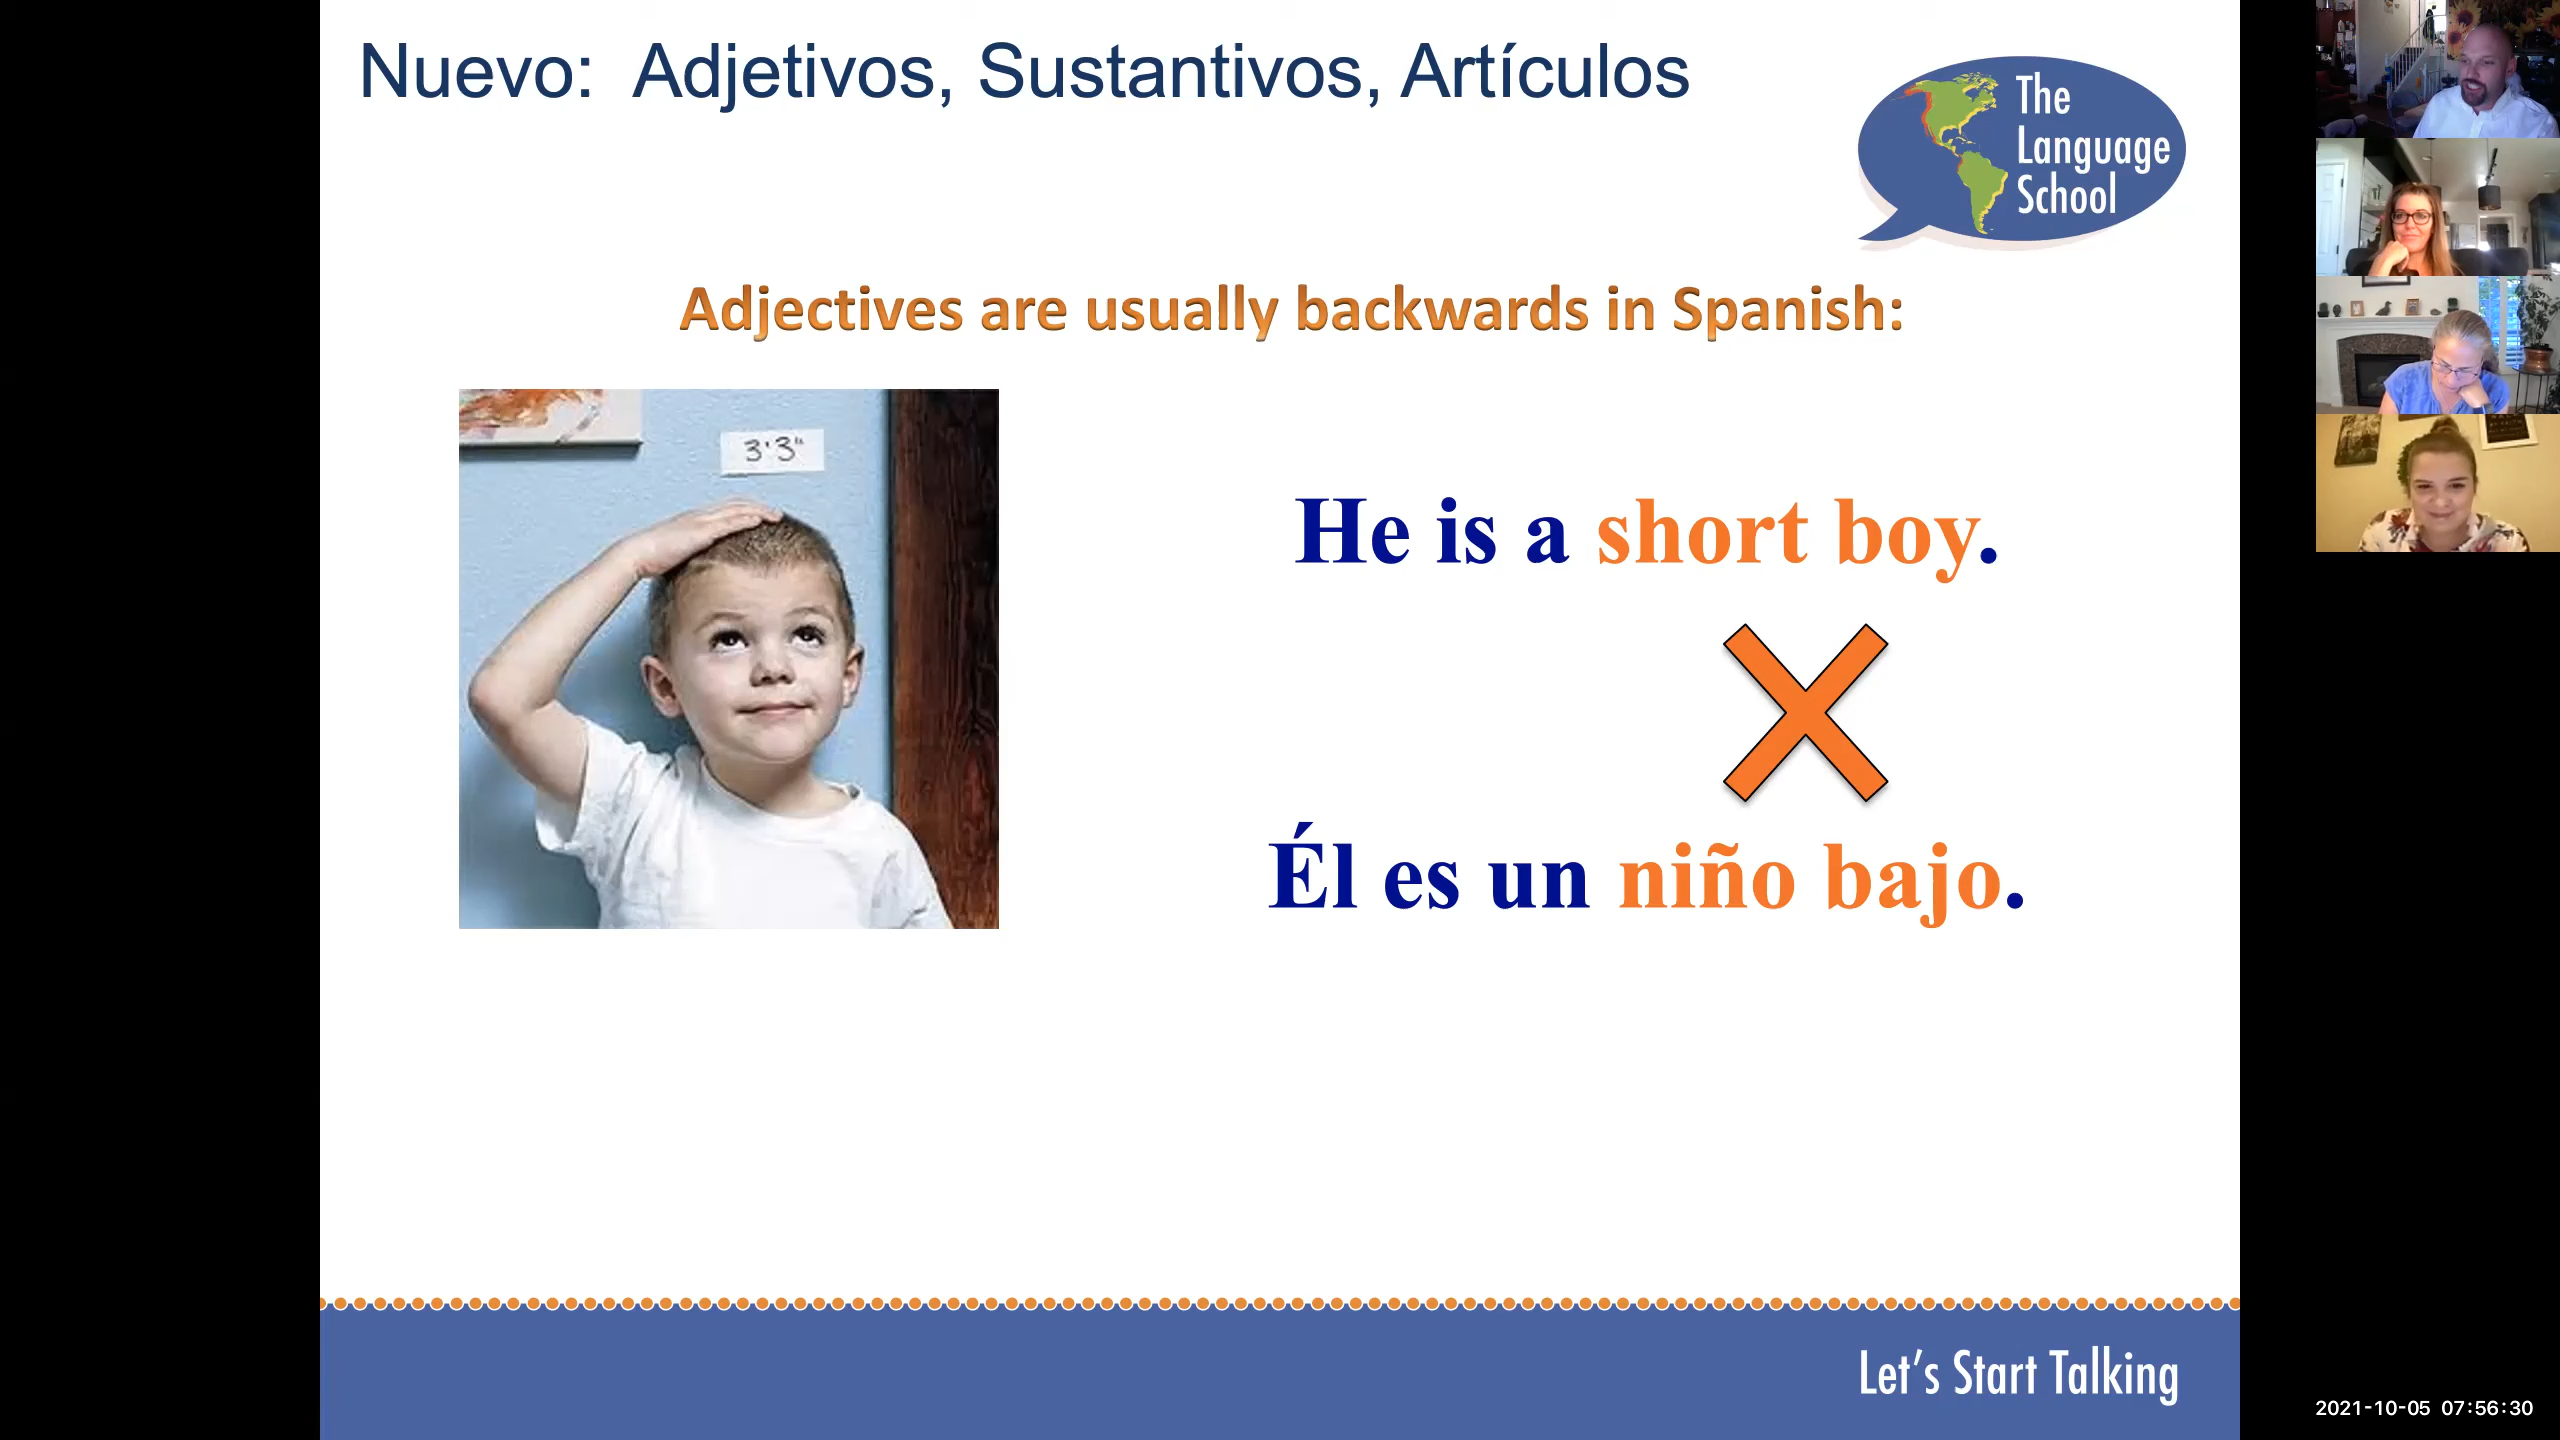 Nuevo:  Adjetivos, Sustantivos, Artículos
The
Language
School
Adjectives are usually backwards in Spanish:
3'3"
He is a short boy.
Él es un niño bajo.
Let's Start Talking
2021-10-05 07:56:30